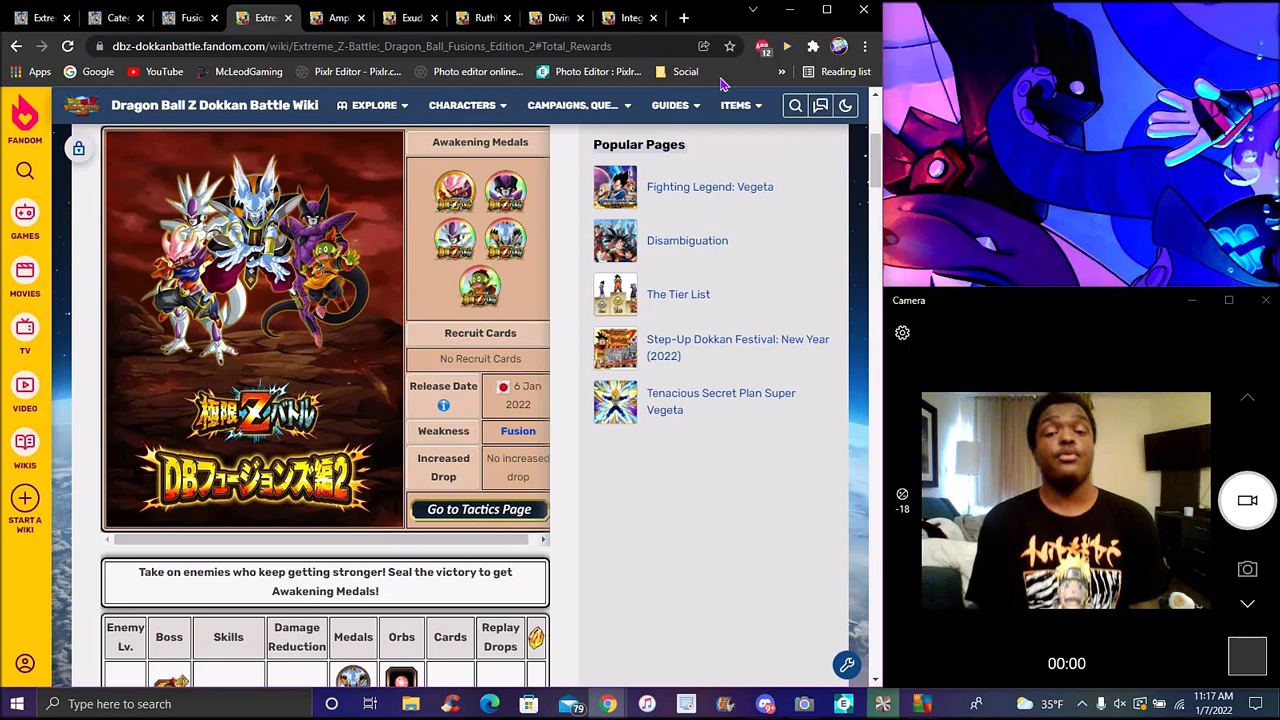 Extre
Categ
Fusio
Extre
Amp
Exud
Ruthl
Divin
Integ
dbz-dokkanbattle.fandom.com/wiki/Extreme_Z-Battle:_Dragon_Ball_Fusions_Edition_2#Total_Rewards
12
Apps
Google
YouTube
McLeodGaming
Pixlr Editor - Pixlr.c...
Photo editor online...
Photo Editor : Pixlr...
Social
»
Reading list
FANDOM
GAMES
MOVIES
TV
VIDEO
WIKIS
START A WIKI
Dragon Ball Z Dokkan Battle Wiki
EXPLORE
CHARACTERS
CAMPAIGNS, QUE...
GUIDES
ITEMS
極限Zバトル
DBフュージョンズ編2
Awakening Medals
Recruit Cards
No Recruit Cards
Release Date
6 Jan 2022
Weakness
Fusion
Increased Drop
No increased drop
Go to Tactics Page
Take on enemies who keep getting stronger! Seal the victory to get
Awakening Medals!
Enemy Lv.
Boss
Skills
Damage Reduction
Medals
Orbs
Cards
Replay Drops
Popular Pages
Fighting Legend: Vegeta
Disambiguation
The Tier List
Step-Up Dokkan Festival: New Year
(2022)
Tenacious Secret Plan Super
Vegeta
Camera
-18
00:00
Type here to search
79
35°F
11:17 AM
1/7/2022